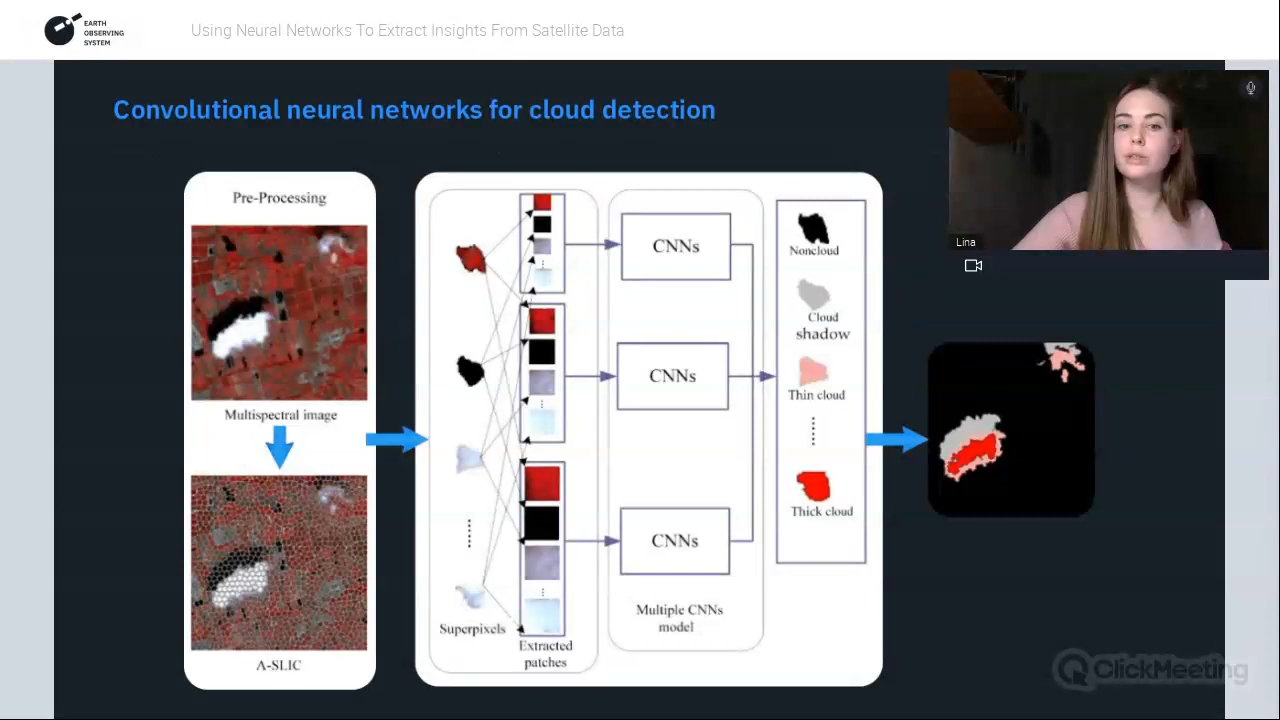 EARTH
OBSERVING
SYSTEM
Using Neural Networks To Extract Insights From Satellite Data
Convolutional neural networks for cloud detection
Lina
Pre-Processing
Multispectral image
A-SLIC
Superpixels
Extracted
patches
CNNs
CNNs
CNNs
Multiple CNNs
model
Noncloud
Cloud
shadow
Thin cloud
Thick cloud
ClickMeeting